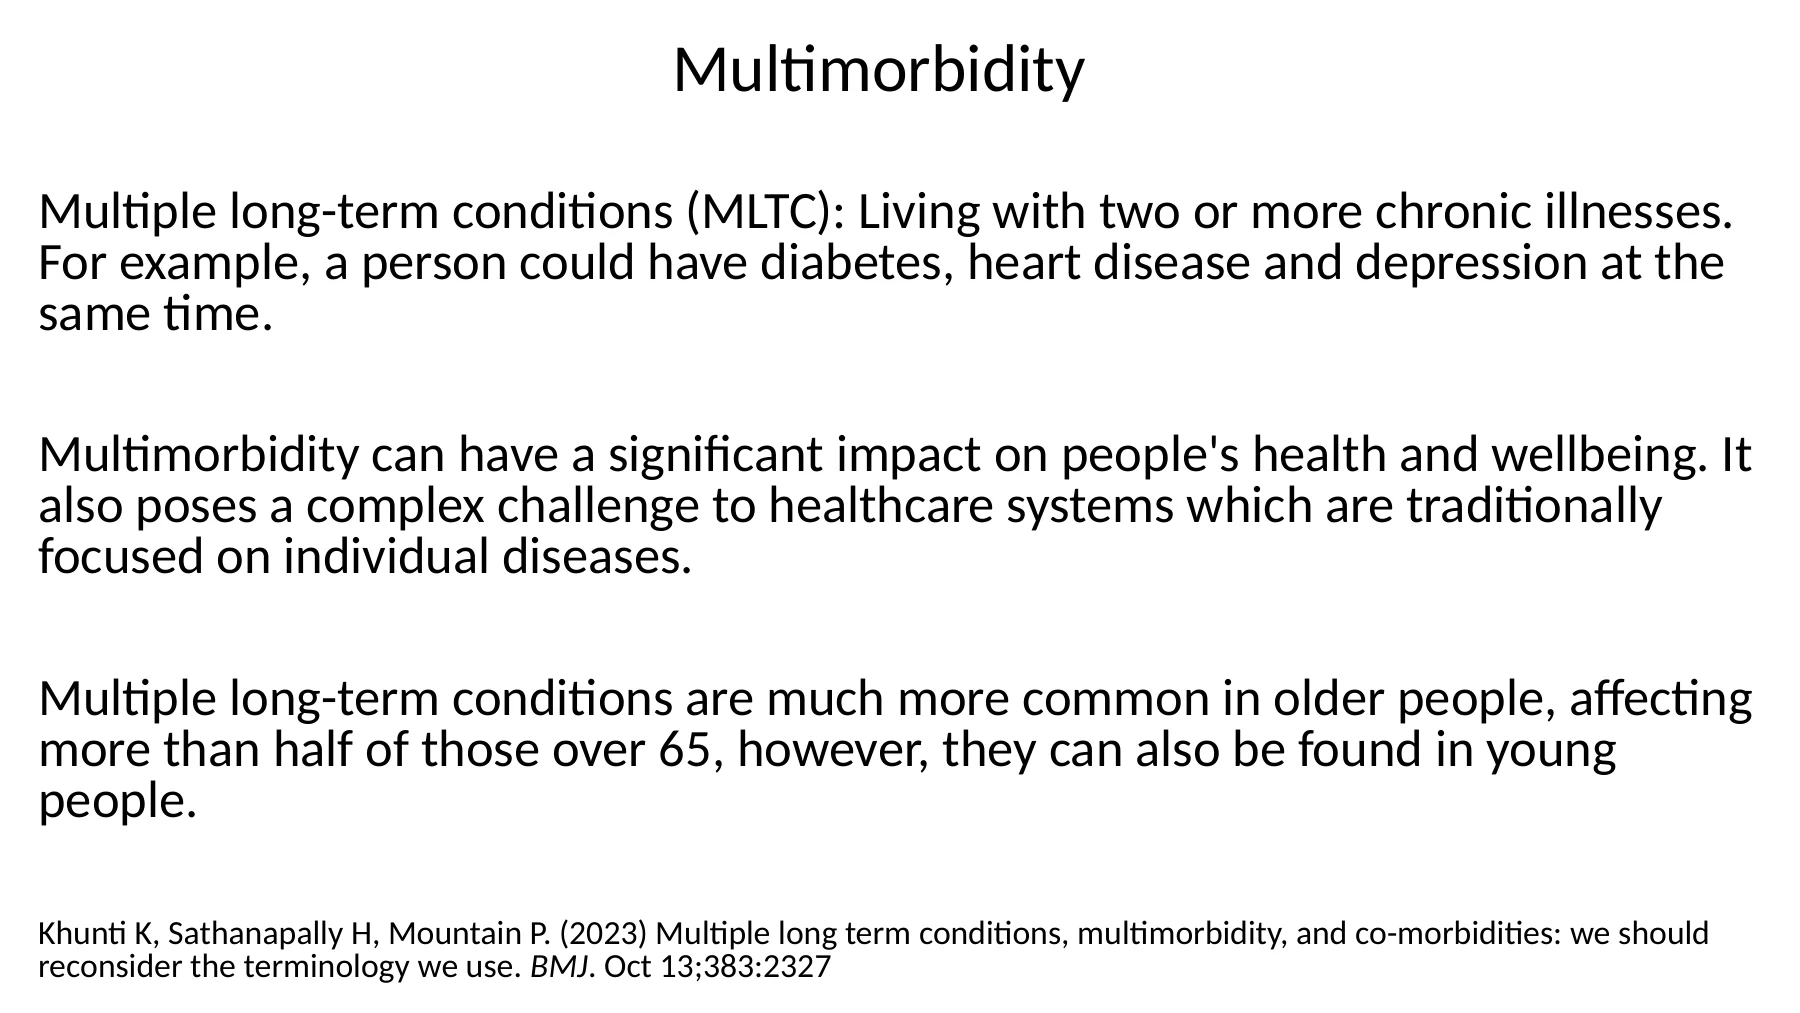 Multimorbidity
Multiple long-term conditions (MLTC): Living with two or more chronic illnesses.
For example, a person could have diabetes, heart disease and depression at the
same time.
Multimorbidity can have a significant impact on people's health and wellbeing. It
also poses a complex challenge to healthcare systems which are traditionally
focused on individual diseases.
Multiple long-term conditions are much more common in older people, affecting
more than half of those over 65, however, they can also be found in young
people.
Khunti K, Sathanapally H, Mountain P. (2023) Multiple long term conditions, multimorbidity, and co-morbidities: we should
reconsider the terminology we use. BMJ. Oct 13;383:2327